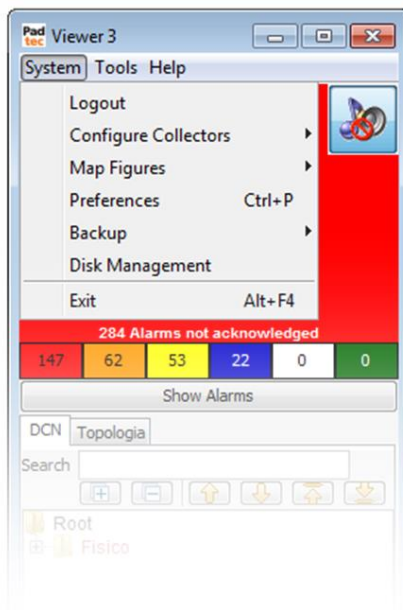 Pad
tec Viewer 3
System Tools Help
Logout
Configure Collectors
Map Figures
Preferences Ctrl+P
Backup
Disk Management
Exit Alt+F4
284 Alarms not acknowledged
147 62 53 22 0 0
Show Alarms
DCN Topologia
Search
Root
Fisico